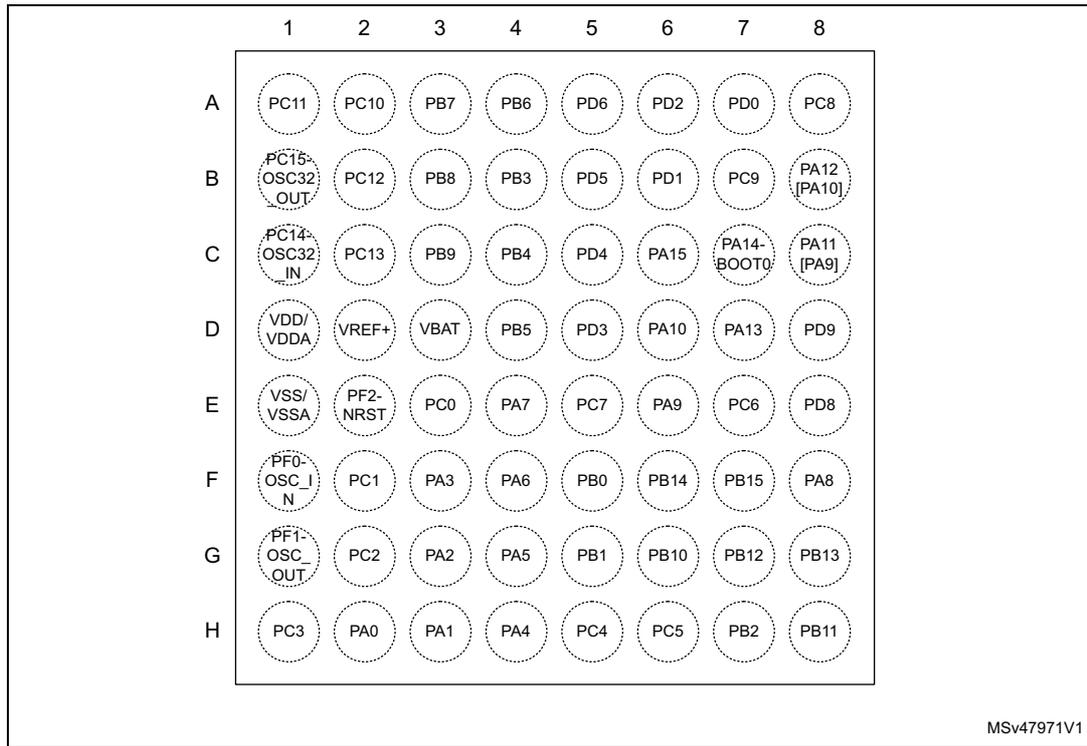 1 2 3 4 5 6 7 8
A PC11 PC10 PB7 PB6 PD6 PD2 PD0 PC8
B PC15-OSC32_OUT PC12 PB8 PB3 PD5 PD1 PC9 PA12 [PA10]
C PC14-OSC32_IN PC13 PB9 PB4 PD4 PA15 PA14-BOOT0 PA11 [PA9]
D VDD/VDDA VREF+ VBAT PB5 PD3 PA10 PA13 PD9
E VSS/VSSA PF2-NRST PC0 PA7 PC7 PA9 PC6 PD8
F PF0-OSC_IN PC1 PA3 PA6 PB0 PB14 PB15 PA8
G PF1-OSC_OUT PC2 PA2 PA5 PB1 PB10 PB12 PB13
H PC3 PA0 PA1 PA4 PC4 PC5 PB2 PB11
MSv47971V1